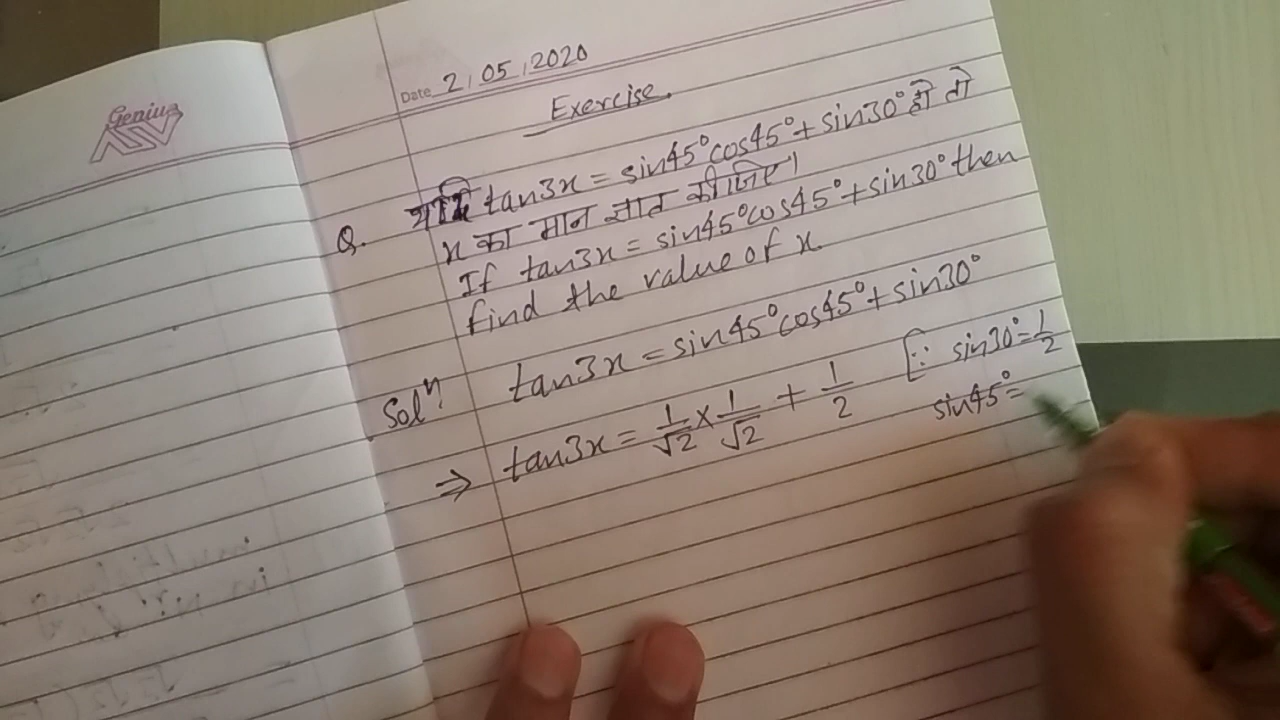 Genius
Date 2/05/2020
Exercise.
Q. यदि tan3x = sin45°cos45° + sin30° हो तो
x का मान ज्ञात कीजिए।
If tan3x = sin45°cos45° + sin30° then
find the value of x.
Solⁿ: tan3x = sin45°cos45° + sin30°
⇒ tan3x = 1/√2 × 1/√2 + 1/2 [∵ sin30° = 1/2
sin45° =